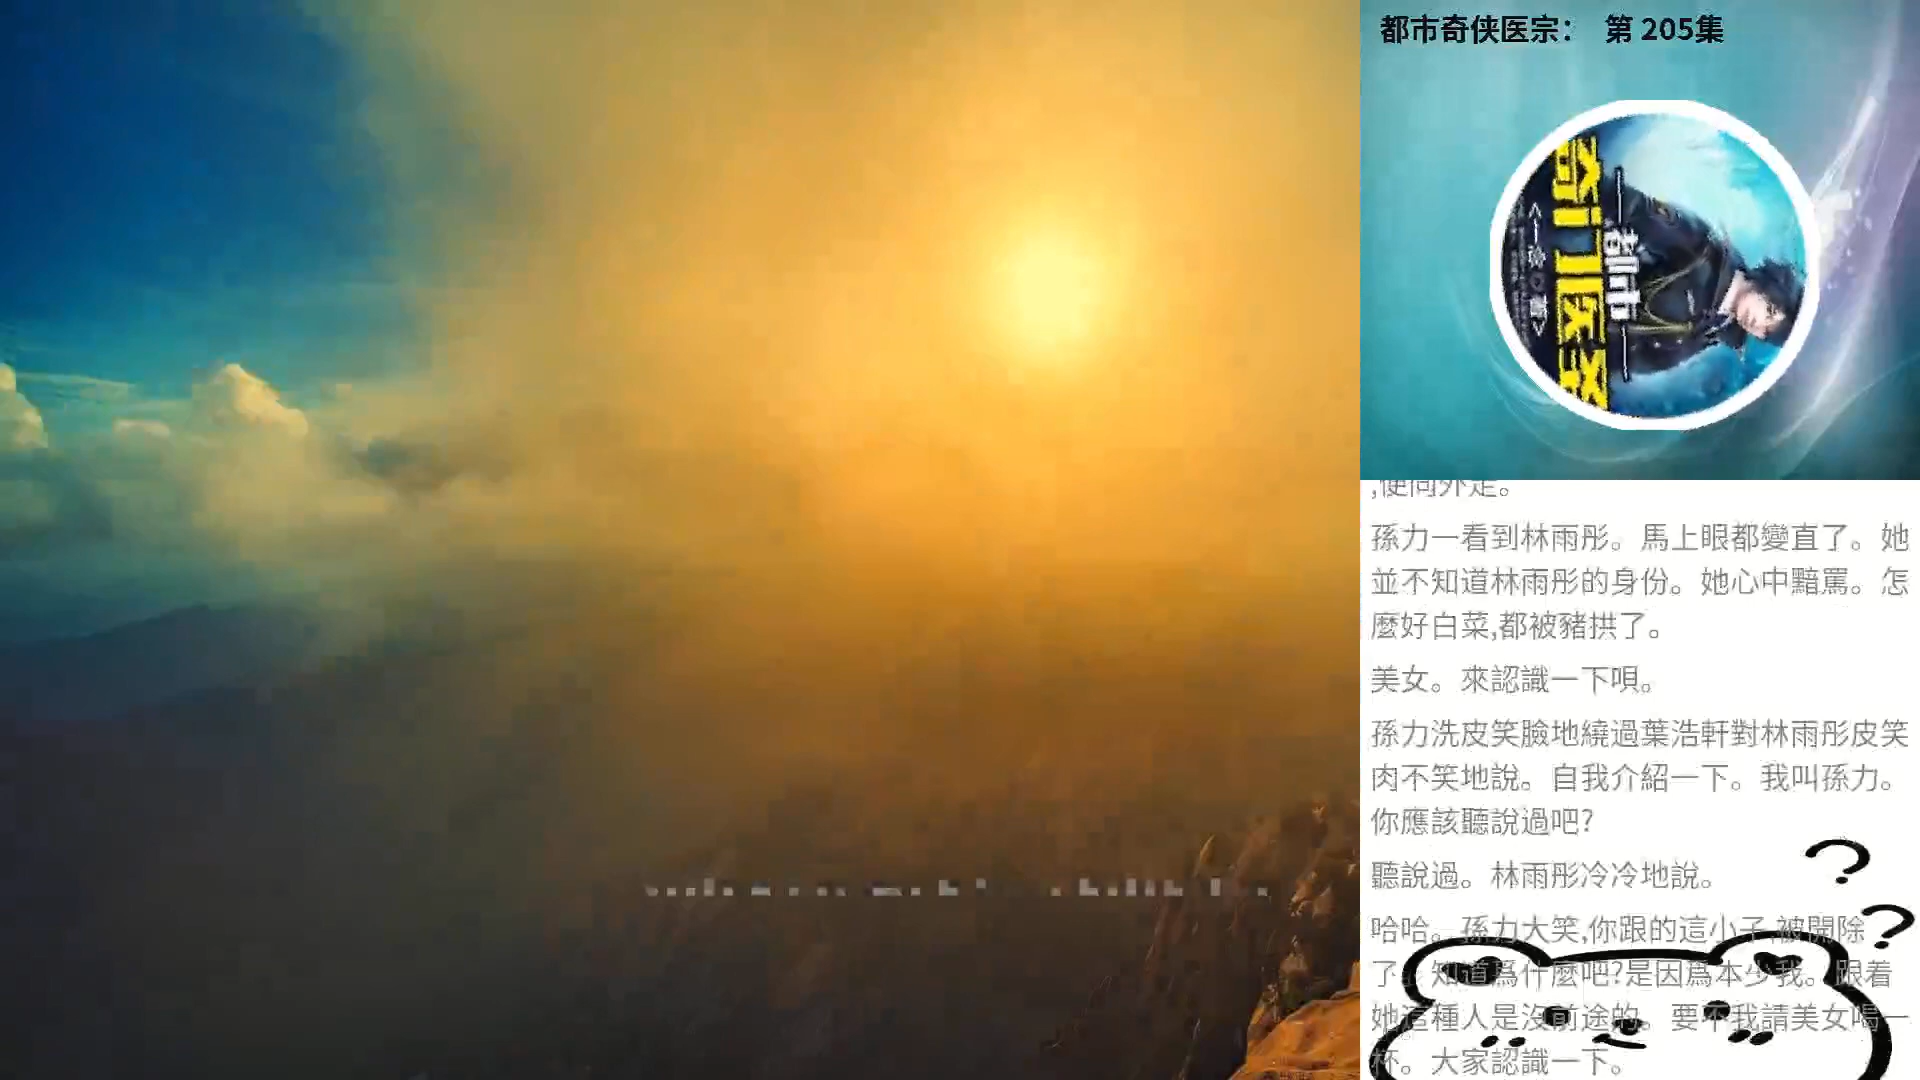 都市奇侠医宗： 第 205集
奇门医圣
都市
,便向外走。
孫力一看到林雨彤。馬上眼都變直了。她
並不知道林雨彤的身份。她心中黯罵。怎
麼好白菜,都被豬拱了。
美女。來認識一下唄。
孫力洗皮笑臉地繞過葉浩軒對林雨彤皮笑
肉不笑地說。自我介紹一下。我叫孫力。
你應該聽說過吧?
聽說過。林雨彤冷冷地說。
哈哈。孫力大笑,你跟的這小子,被開除
了。知道爲什麼吧?是因爲本少我。跟着
她這種人是沒前途的。要不我請美女喝一
杯。大家認識一下。